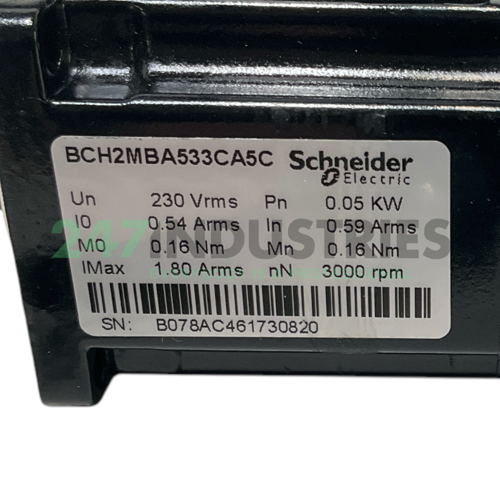 BCH2MBA533CA5C Schneider Electric
Un 230 Vrms Pn 0.05 KW
I0 0.54 Arms In 0.59 Arms
M0 0.16 Nm Mn 0.16 Nm
IMax 1.80 Arms nN 3000 rpm
SN: B078AC461730820
247INDUSTRIES